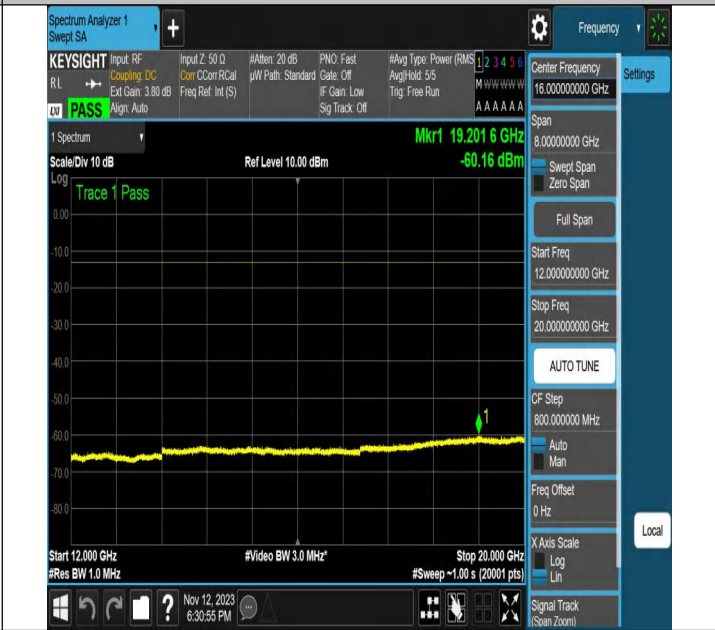 Spectrum Analyzer 1
Swept SA
+
Frequency
KEYSIGHT
RL
LXI
PASS
Input: RF
Coupling: DC
Ext Gain: 3.80 dB
Align: Auto
Input Z: 50 Ω
Corr CCorr RCal
Freq Ref: Int (S)
#Atten: 20 dB
µW Path: Standard
PNO: Fast
Gate: Off
IF Gain: Low
Sig Track: Off
#Avg Type: Power (RMS
Avg|Hold: 5/5
Trig: Free Run
1 2 3 4 5 6
M W W W W W
A A A A A A
Center Frequency
16.000000000 GHz
Settings
Span
8.00000000 GHz
Swept Span
Zero Span
Full Span
Start Freq
12.000000000 GHz
Stop Freq
20.000000000 GHz
AUTO TUNE
CF Step
800.000000 MHz
Auto
Man
Freq Offset
0 Hz
X Axis Scale
Log
Lin
Signal Track
(Span Zoom)
Local
1 Spectrum
Scale/Div 10 dB
Ref Level 10.00 dBm
Mkr1 19.201 6 GHz
-60.16 dBm
Log
Trace 1 Pass
0.00
-10.0
-20.0
-30.0
-40.0
-50.0
-60.0
-70.0
-80.0
1
Start 12.000 GHz
#Res BW 1.0 MHz
#Video BW 3.0 MHz*
Stop 20.000 GHz
#Sweep ~1.00 s (20001 pts)
?
Nov 12, 2023
6:30:55 PM